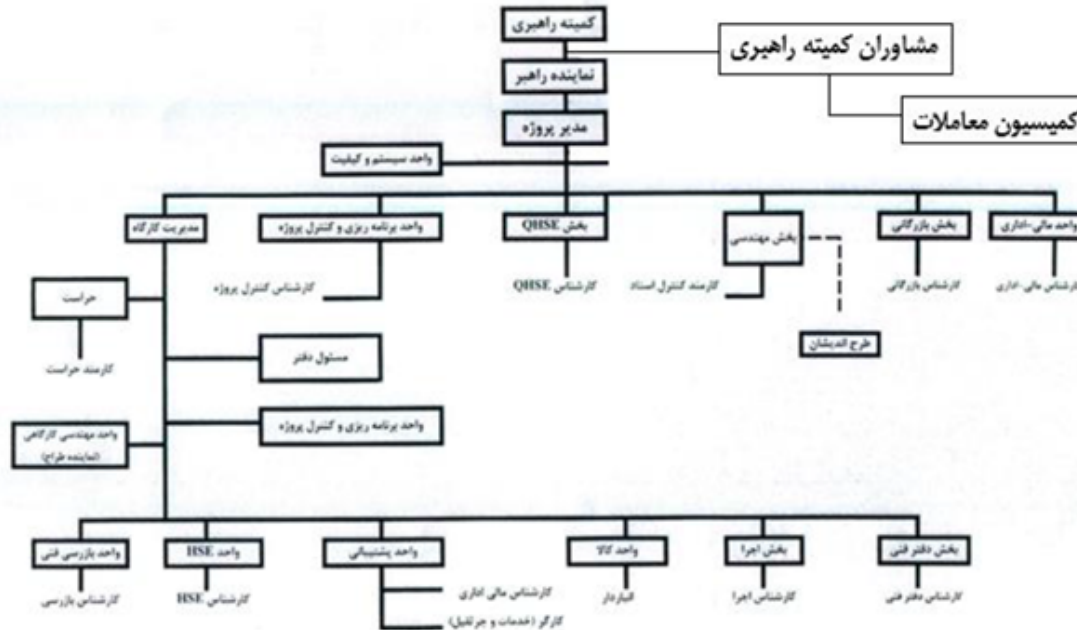 کمیته راهبری
مشاوران کمیته راهبری
نماینده راهبر
کمیسیون معاملات
مدیر پروژه
واحد سیستم و کیفیت
واحد مالی-اداری
بخش بازرگانی
بخش مهندسی
بخش QHSE
واحد برنامه ریزی و کنترل پروژه
مدیریت کارگاه
کارشناس مالی-اداری
کارشناس بازرگانی
کارمند کنترل اسناد
کارشناس QHSE
کارشناس کنترل پروژه
حراست
طرح اندیشان
مسئول دفتر
کارمند حراست
واحد برنامه ریزی و کنترل پروژه
واحد مهندسی کارگاهی
(نماینده طراح)
بخش دفتر فنی
بخش اجرا
واحد کالا
واحد پشتیبانی
واحد HSE
واحد بازرسی فنی
کارشناس دفتر فنی
کارشناس اجرا
انباردار
کارشناس مالی اداری
کارشناس HSE
کارشناس بازرسی
کارگر (خدمات و جرثقیل)